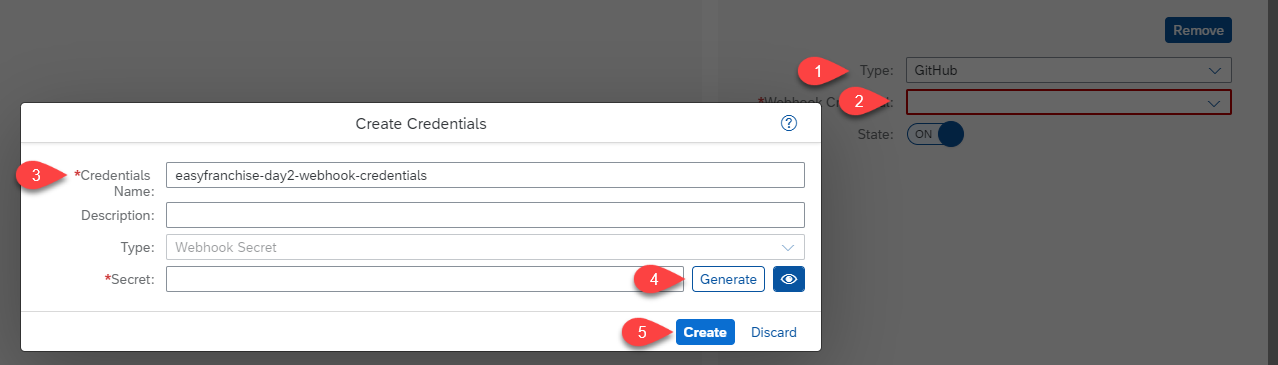 Remove
1 Type: GitHub
*Webhook C 2 al:
State: ON
Create Credentials ?
3 *Credentials Name: easyfranchise-day2-webhook-credentials
Description:
Type: Webhook Secret
*Secret: 4 Generate
5 Create Discard